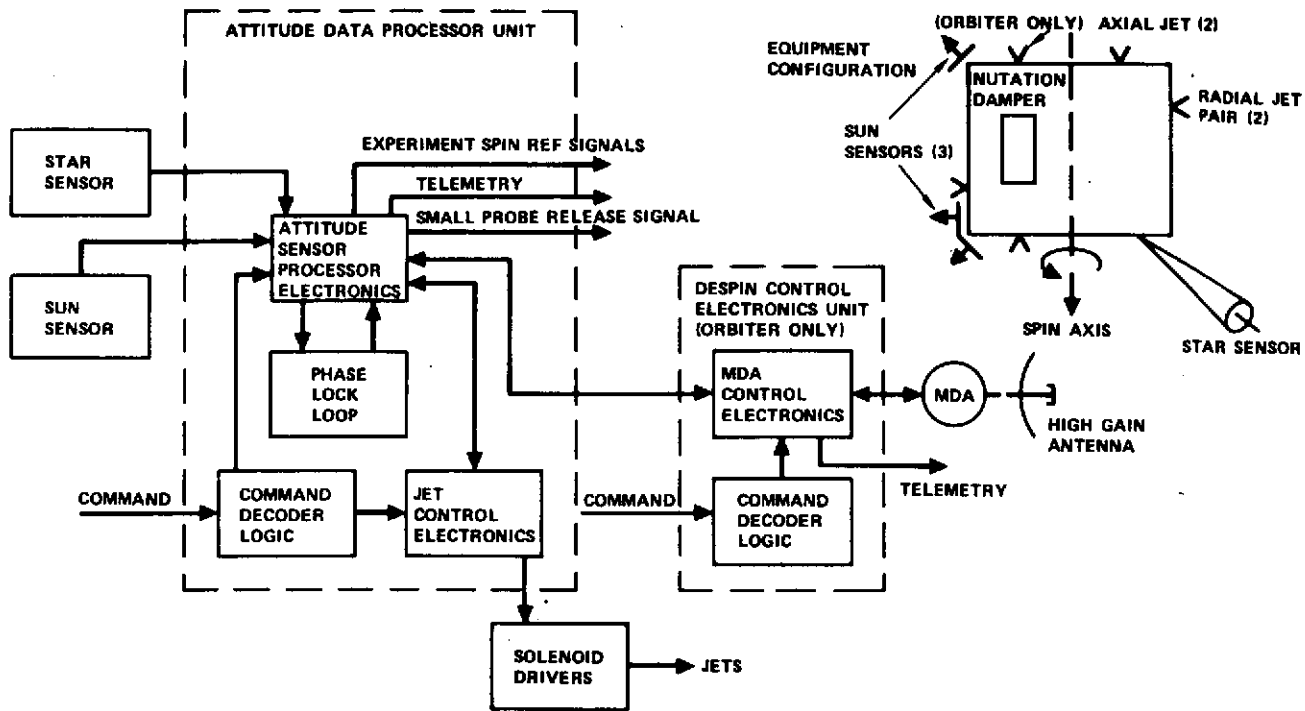 ATTITUDE DATA PROCESSOR UNIT
STAR
SENSOR
SUN
SENSOR
EXPERIMENT SPIN REF SIGNALS
TELEMETRY
SMALL PROBE RELEASE SIGNAL
ATTITUDE
SENSOR
PROCESSOR
ELECTRONICS
PHASE
LOCK
LOOP
COMMAND
COMMAND
DECODER
LOGIC
JET
CONTROL
ELECTRONICS
SOLENOID
DRIVERS
JETS
DESPIN CONTROL
ELECTRONICS UNIT
(ORBITER ONLY)
MDA
CONTROL
ELECTRONICS
COMMAND
COMMAND
DECODER
LOGIC
TELEMETRY
MDA
HIGH GAIN
ANTENNA
EQUIPMENT
CONFIGURATION
(ORBITER ONLY)
AXIAL JET (2)
NUTATION
DAMPER
RADIAL JET
PAIR (2)
SUN
SENSORS (3)
SPIN AXIS
STAR SENSOR